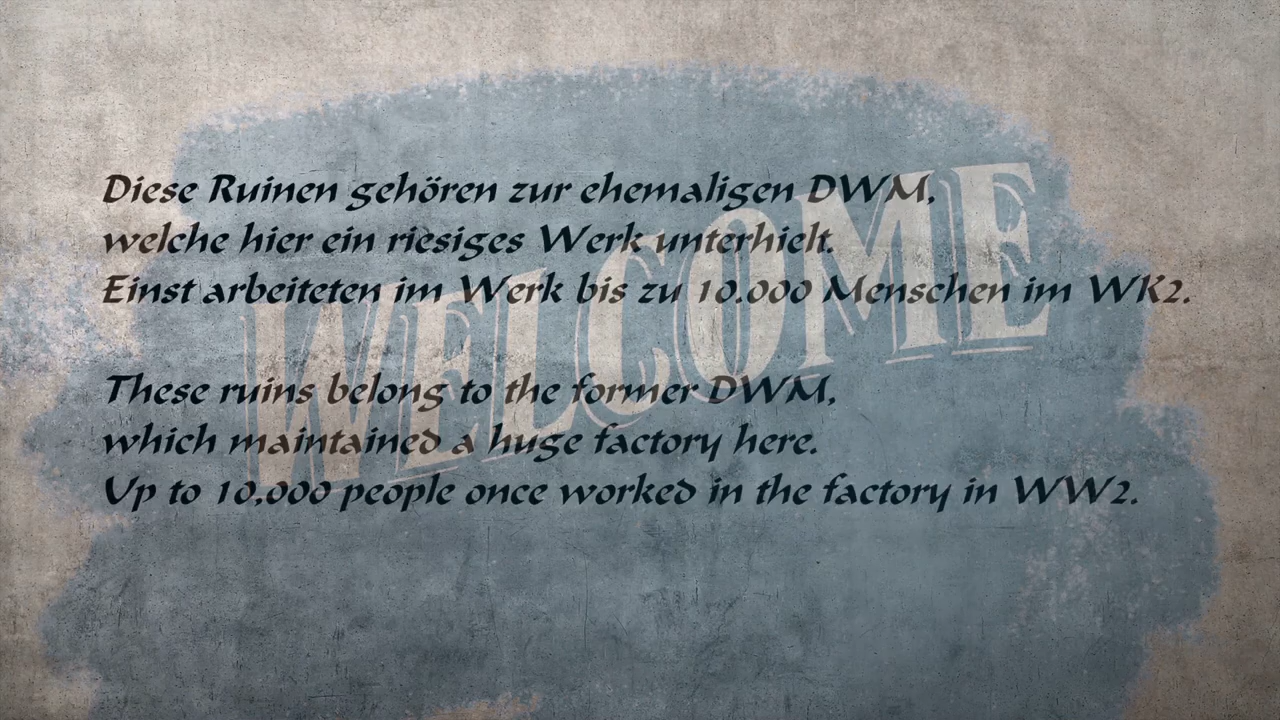 Diese Ruinen gehören zur ehemaligen DWM,
welche hier ein riesiges Werk unterhielt.
Einst arbeiteten im Werk bis zu 10.000 Menschen im WK2.
WELCOME
These ruins belong to the former DWM,
which maintained a huge factory here.
Up to 10,000 people once worked in the factory in WW2.